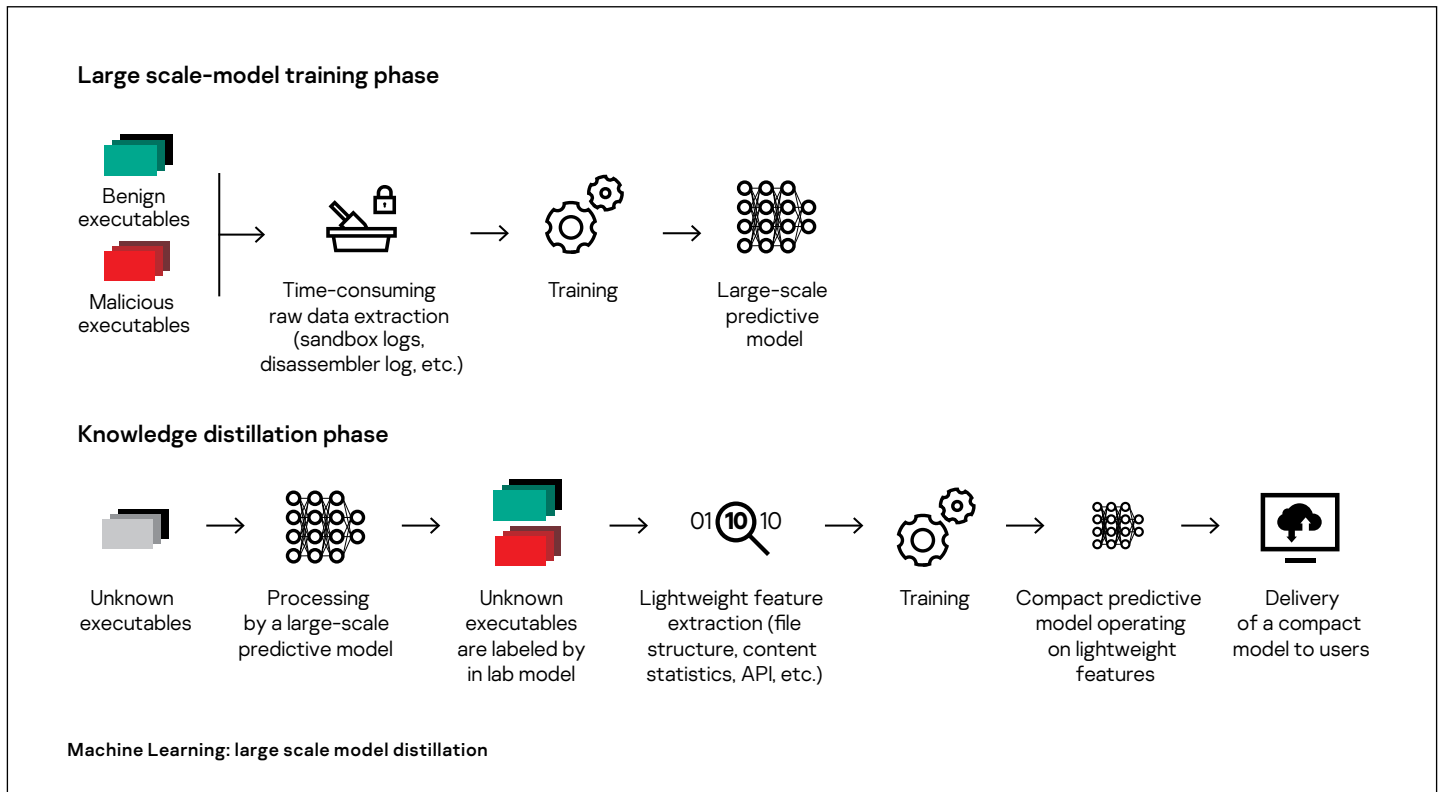 Large scale-model training phase
Benign
executables
Malicious
executables
Time-consuming
raw data extraction
(sandbox logs,
disassembler log, etc.)
Training
Large-scale
predictive
model
Knowledge distillation phase
Unknown
executables
Processing
by a large-scale
predictive model
Unknown
executables
are labeled by
in lab model
01 10 10
Lightweight feature
extraction (file
structure, content
statistics, API, etc.)
Training
Compact predictive
model operating
on lightweight
features
Delivery
of a compact
model to users
Machine Learning: large scale model distillation